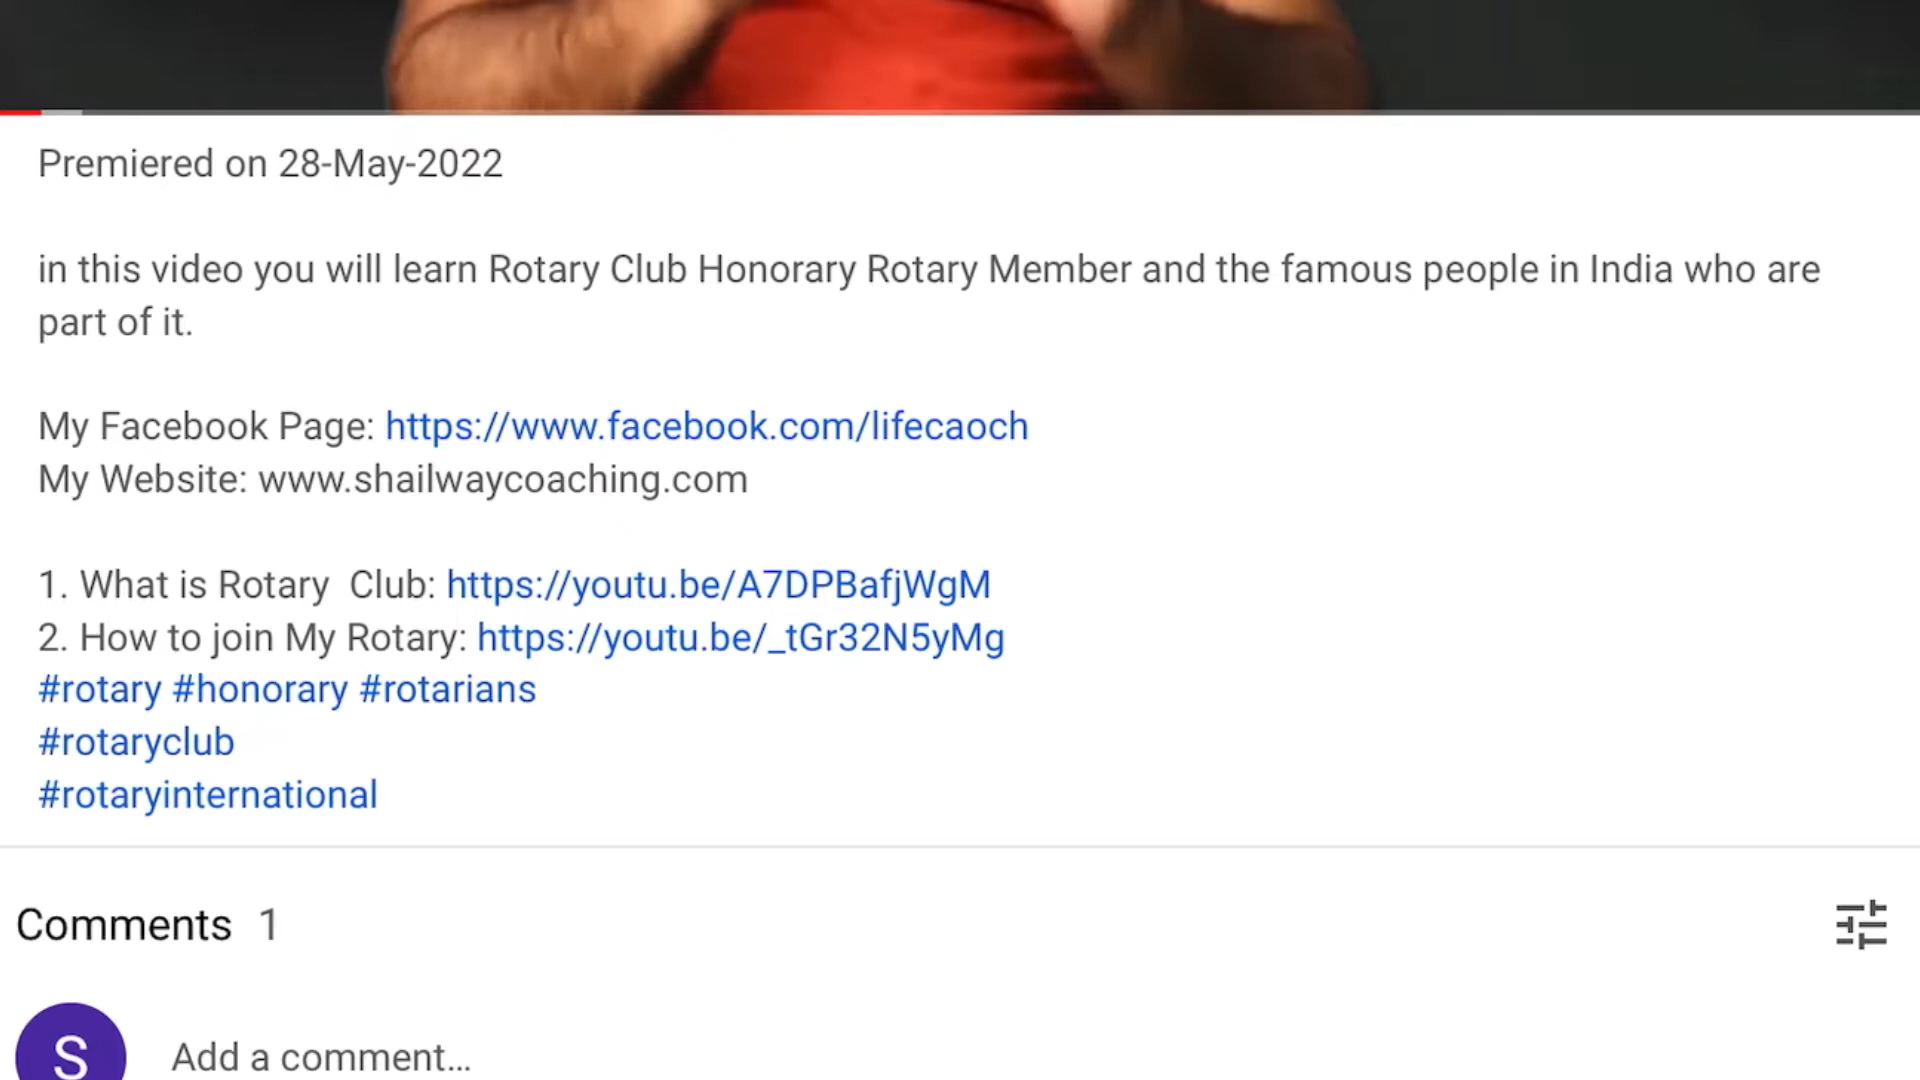 Premiered on 28-May-2022
in this video you will learn Rotary Club Honorary Rotary Member and the famous people in India who are
part of it.
My Facebook Page: https://www.facebook.com/lifecaoch
My Website: www.shailwaycoaching.com
1. What is Rotary  Club: https://youtu.be/A7DPBafjWgM
2. How to join My Rotary: https://youtu.be/_tGr32N5yMg
#rotary #honorary #rotarians
#rotaryclub
#rotaryinternational
Comments 1
S
Add a comment...